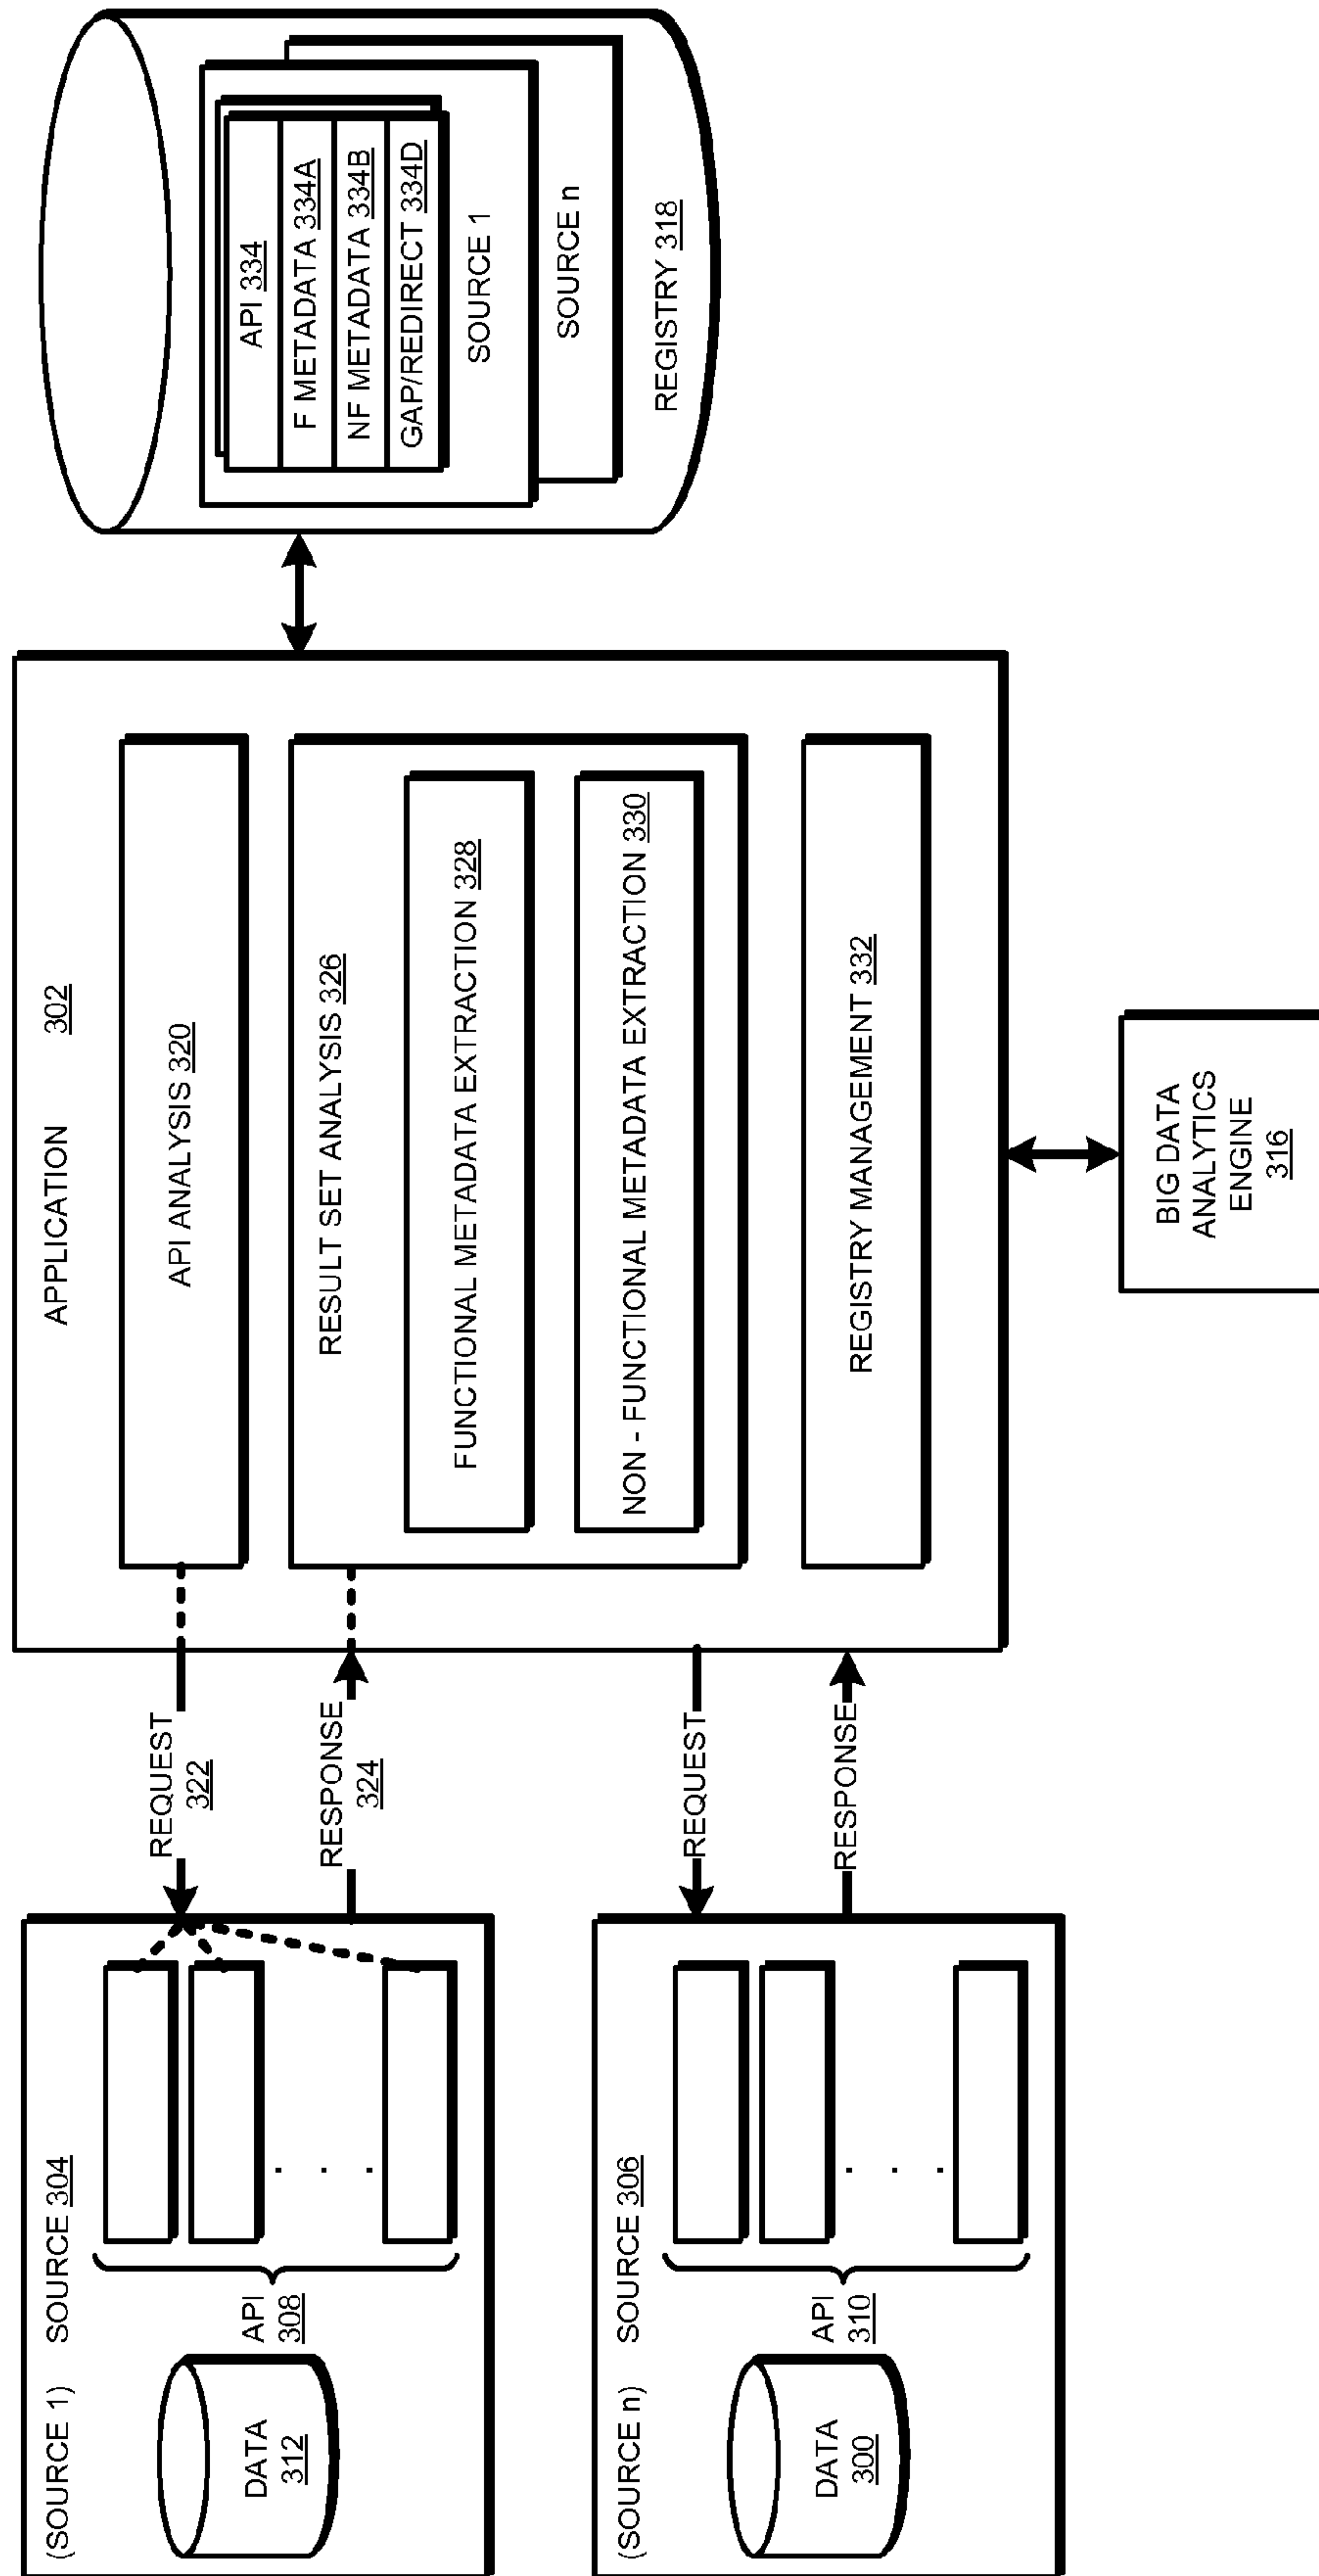 (SOURCE 1) SOURCE 304
DATA
312
API
308
REQUEST
322
RESPONSE
324
(SOURCE n) SOURCE 306
DATA
300
API
310
REQUEST
RESPONSE
APPLICATION 302
API ANALYSIS 320
RESULT SET ANALYSIS 326
FUNCTIONAL METADATA EXTRACTION 328
NON - FUNCTIONAL METADATA EXTRACTION 330
REGISTRY MANAGEMENT 332
BIG DATA
ANALYTICS
ENGINE
316
API 334
F METADATA 334A
NF METADATA 334B
GAP/REDIRECT 334D
SOURCE 1
SOURCE n
REGISTRY 318